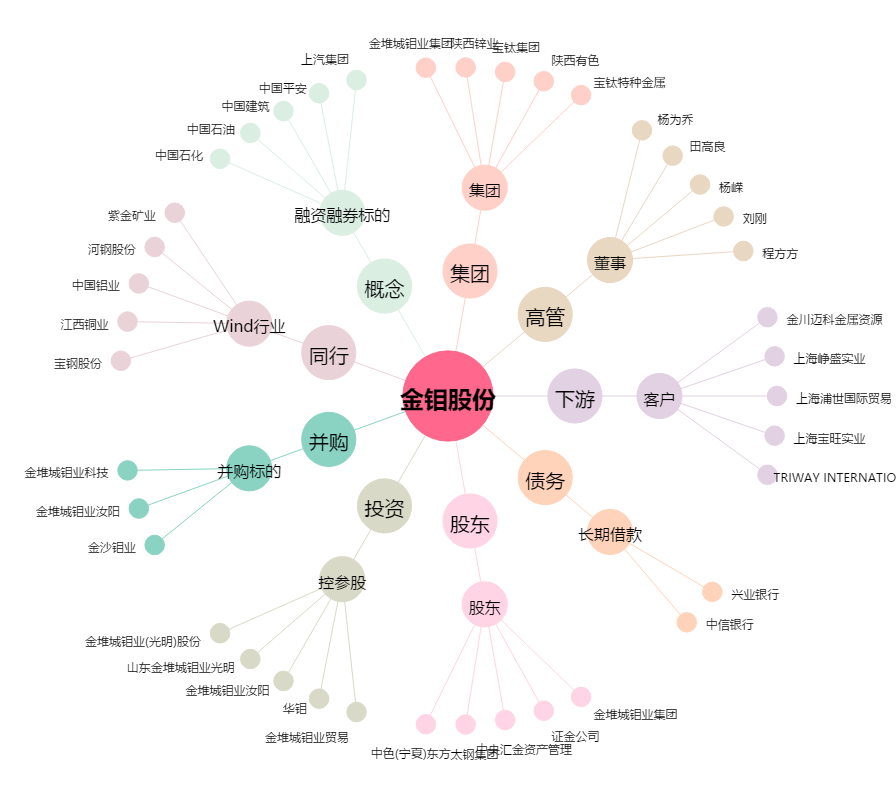 上汽集团
中国平安
中国建筑
中国石油
中国石化
融资融券标的
概念
金堆城钼业集团
陕西锌业
宝钛集团
陕西有色
宝钛特种金属
集团
集团
杨为乔
田高良
杨嵘
刘刚
程方方
董事
高管
紫金矿业
河钢股份
中国铝业
江西铜业
宝钢股份
Wind行业
同行
金钼股份
下游
客户
金川迈科金属资源
上海峥盛实业
上海浦世国际贸易
上海宝旺实业
TRIWAY INTERNATIO
并购
并购标的
金堆城钼业科技
金堆城钼业汝阳
金沙钼业
投资
控参股
金堆城钼业(光明)股份
山东金堆城钼业光明
金堆城钼业汝阳
华钼
金堆城钼业贸易
股东
股东
中色(宁夏)东方
太钢集团
中央汇金资产管理
证金公司
金堆城钼业集团
债务
长期借款
兴业银行
中信银行